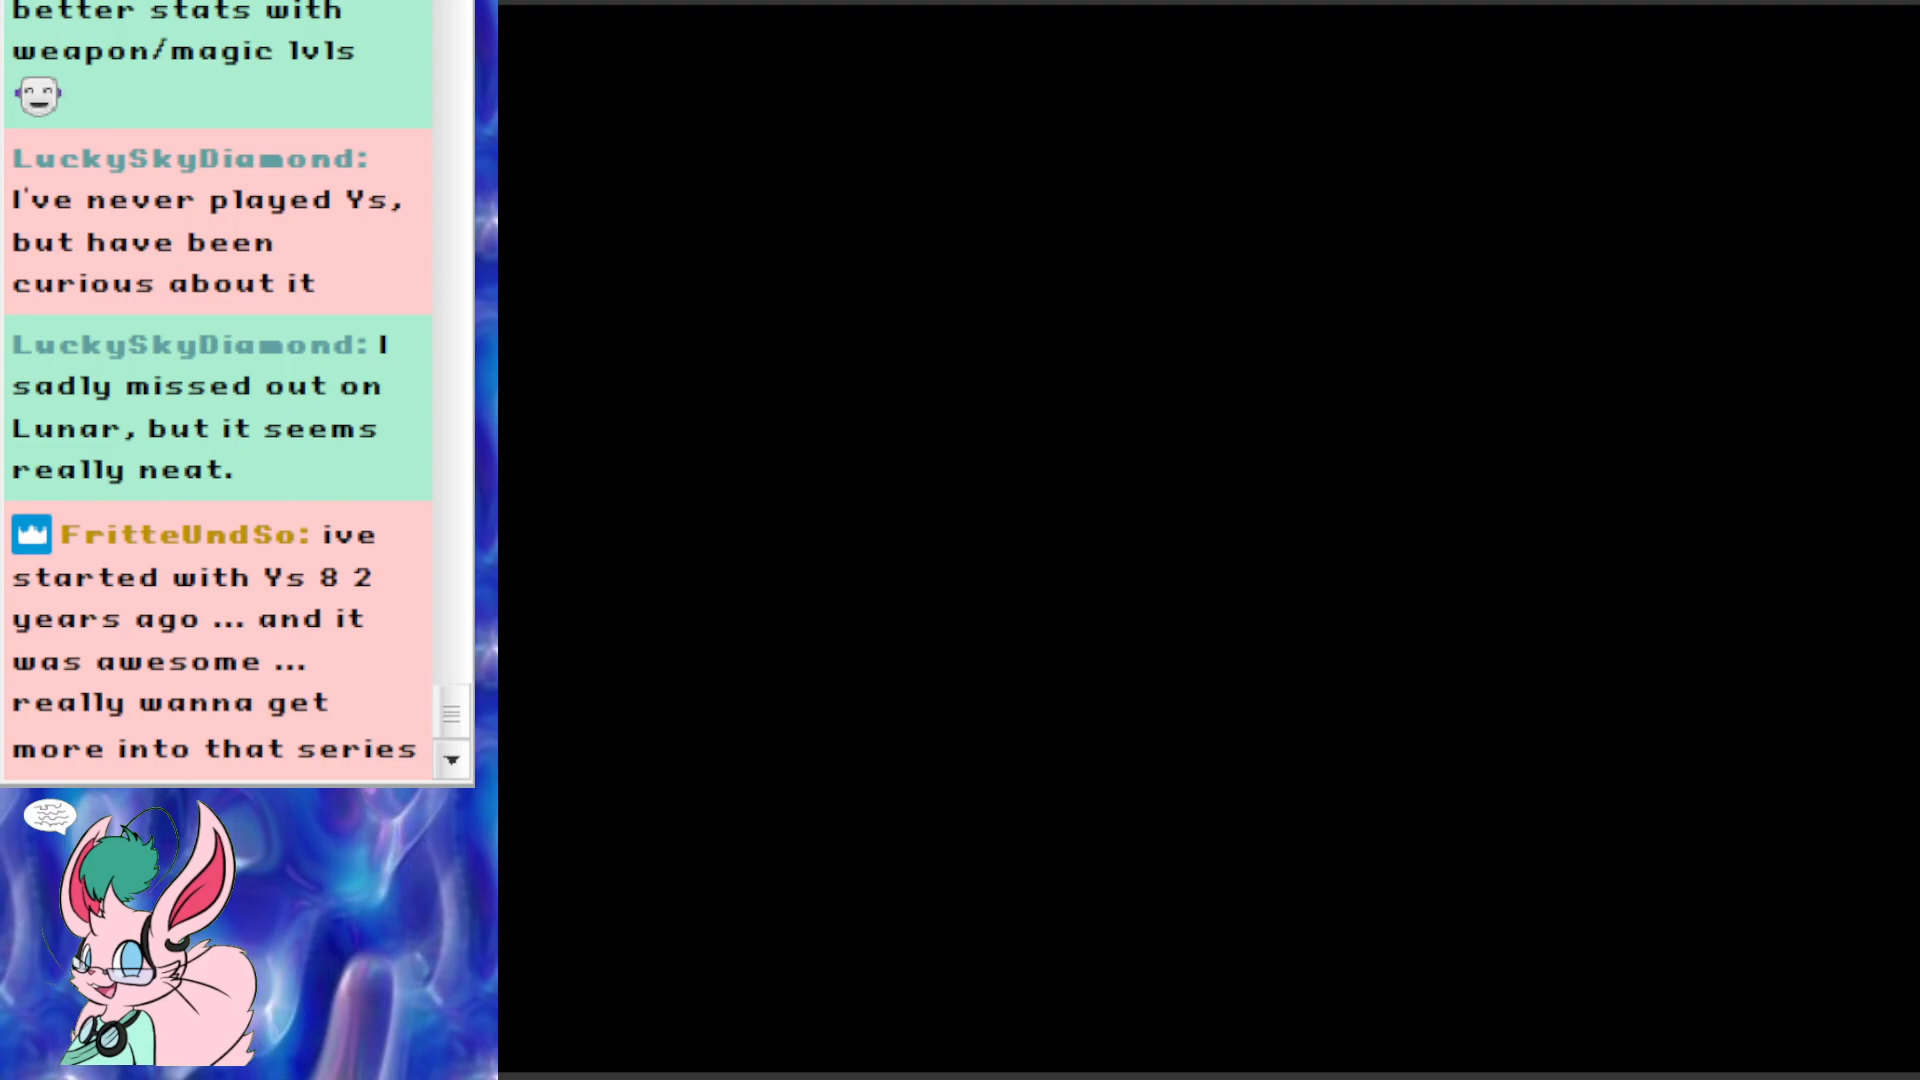 better stats with
weapon/magic lvls
LuckySkyDiamond:
I've never played Ys,
but have been
curious about it
LuckySkyDiamond: I
sadly missed out on
Lunar, but it seems
really neat.
FritteUndSo: ive
started with Ys 8 2
years ago ... and it
was awesome ...
really wanna get
more into that series